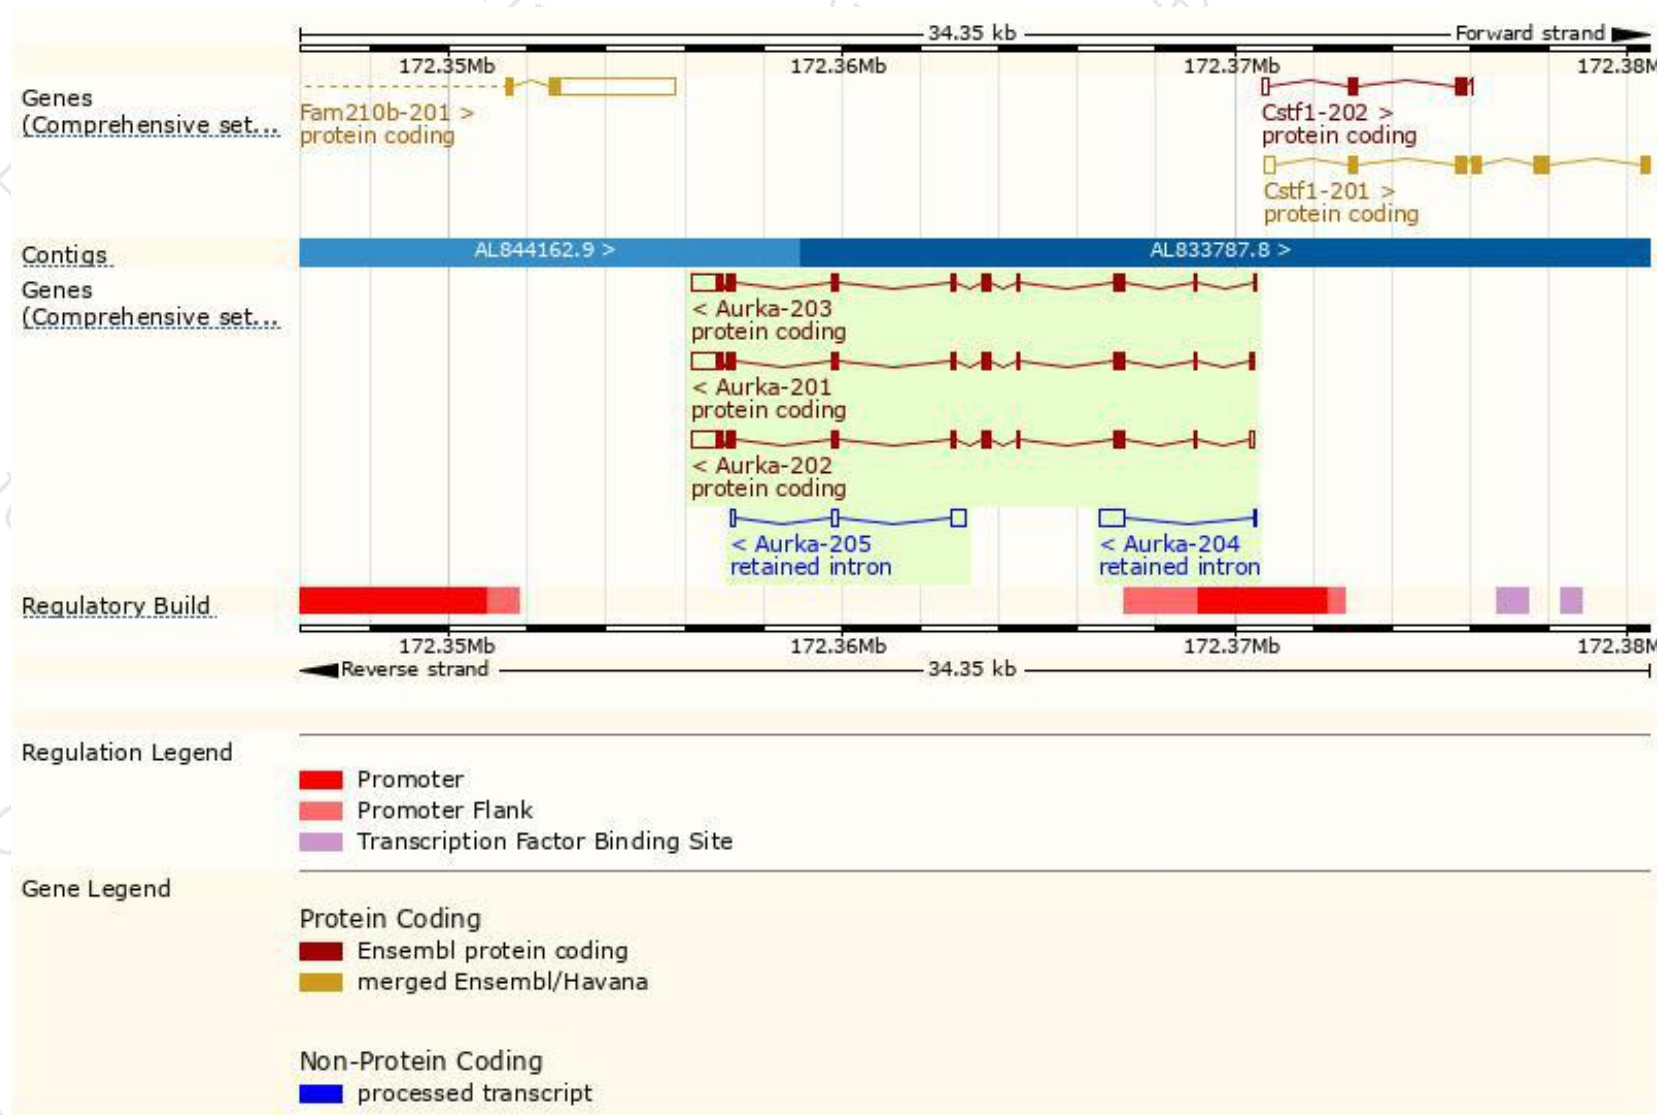 34.35 kb
Forward strand
172.35Mb 172.36Mb 172.37Mb 172.38M
Genes
(Comprehensive set...
Fam210b-201 >
protein coding
Cstf1-202 >
protein coding
Cstf1-201 >
protein coding
Contigs
AL844162.9 >
AL833787.8 >
Genes
(Comprehensive set...
< Aurka-203
protein coding
< Aurka-201
protein coding
< Aurka-202
protein coding
< Aurka-205
retained intron
< Aurka-204
retained intron
Regulatory Build
172.35Mb 172.36Mb 172.37Mb 172.38M
Reverse strand
34.35 kb
Regulation Legend
Promoter
Promoter Flank
Transcription Factor Binding Site
Gene Legend
Protein Coding
Ensembl protein coding
merged Ensembl/Havana
Non-Protein Coding
processed transcript